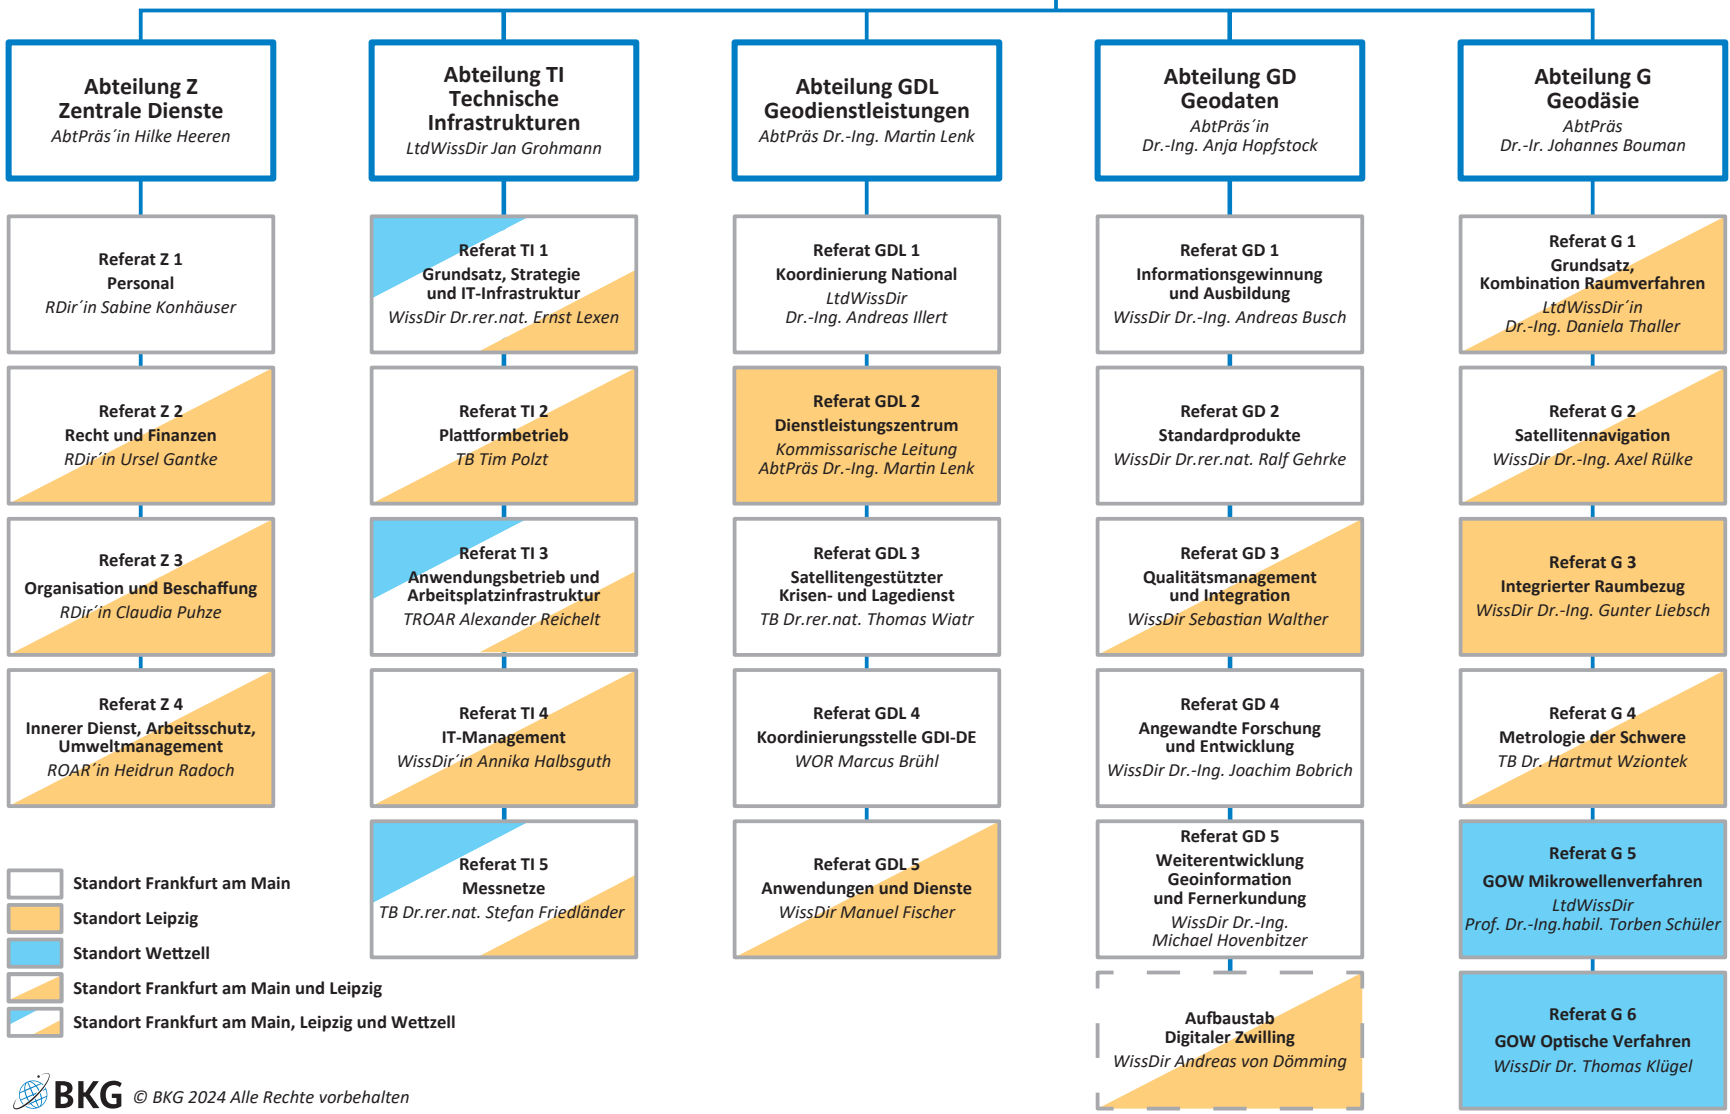 Abteilung Z
Zentrale Dienste
AbtPräs´in Hilke Heeren
Abteilung TI
Technische
Infrastrukturen
LtdWissDir Jan Grohmann
Abteilung GDL
Geodienstleistungen
AbtPräs Dr.-Ing. Martin Lenk
Abteilung GD
Geodaten
AbtPräs´in
Dr.-Ing. Anja Hopfstock
Abteilung G
Geodäsie
AbtPräs
Dr.-Ir. Johannes Bouman
Referat Z 1
Personal
RDir´in Sabine Konhäuser
Referat Z 2
Recht und Finanzen
RDir´in Ursel Gantke
Referat Z 3
Organisation und Beschaffung
RDir´in Claudia Puhze
Referat Z 4
Innerer Dienst, Arbeitsschutz,
Umweltmanagement
ROAR´in Heidrun Radoch
Referat TI 1
Grundsatz, Strategie
und IT-Infrastruktur
WissDir Dr.rer.nat. Ernst Lexen
Referat TI 2
Plattformbetrieb
TB Tim Polzt
Referat TI 3
Anwendungsbetrieb und
Arbeitsplatzinfrastruktur
TROAR Alexander Reichelt
Referat TI 4
IT-Management
WissDir´in Annika Halbsguth
Referat TI 5
Messnetze
TB Dr.rer.nat. Stefan Friedländer
Referat GDL 1
Koordinierung National
LtdWissDir
Dr.-Ing. Andreas Illert
Referat GDL 2
Dienstleistungszentrum
Kommissarische Leitung
AbtPräs Dr.-Ing. Martin Lenk
Referat GDL 3
Satellitengestützter
Krisen- und Lagedienst
TB Dr.rer.nat. Thomas Wiatr
Referat GDL 4
Koordinierungsstelle GDI-DE
WOR Marcus Brühl
Referat GDL 5
Anwendungen und Dienste
WissDir Manuel Fischer
Referat GD 1
Informationsgewinnung
und Ausbildung
WissDir Dr.-Ing. Andreas Busch
Referat GD 2
Standardprodukte
WissDir Dr.rer.nat. Ralf Gehrke
Referat GD 3
Qualitätsmanagement
und Integration
WissDir Sebastian Walther
Referat GD 4
Angewandte Forschung
und Entwicklung
WissDir Dr.-Ing. Joachim Bobrich
Referat GD 5
Weiterentwicklung
Geoinformation
und Fernerkundung
WissDir Dr.-Ing.
Michael Hovenbitzer
Aufbaustab
Digitaler Zwilling
WissDir Andreas von Dömming
Referat G 1
Grundsatz,
Kombination Raumverfahren
LtdWissDir´in
Dr.-Ing. Daniela Thaller
Referat G 2
Satellitennavigation
WissDir Dr.-Ing. Axel Rülke
Referat G 3
Integrierter Raumbezug
WissDir Dr.-Ing. Gunter Liebsch
Referat G 4
Metrologie der Schwere
TB Dr. Hartmut Wziontek
Referat G 5
GOW Mikrowellenverfahren
LtdWissDir
Prof. Dr.-Ing.habil. Torben Schüler
Referat G 6
GOW Optische Verfahren
WissDir Dr. Thomas Klügel
Standort Frankfurt am Main
Standort Leipzig
Standort Wettzell
Standort Frankfurt am Main und Leipzig
Standort Frankfurt am Main, Leipzig und Wettzell
BKG © BKG 2024 Alle Rechte vorbehalten